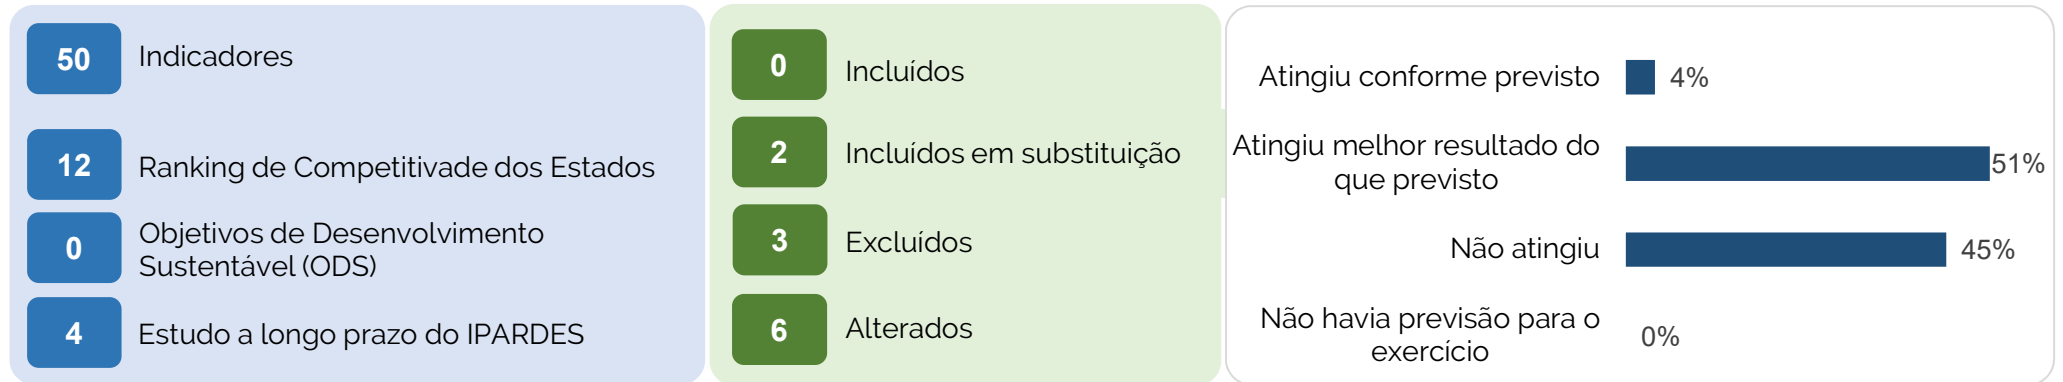 50 Indicadores
12 Ranking de Competitivade dos Estados
0 Objetivos de Desenvolvimento
Sustentável (ODS)
4 Estudo a longo prazo do IPARDES
0 Incluídos
2 Incluídos em substituição
3 Excluídos
6 Alterados
Atingiu conforme previsto 4%
Atingiu melhor resultado do
que previsto 51%
Não atingiu 45%
Não havia previsão para o
exercício 0%